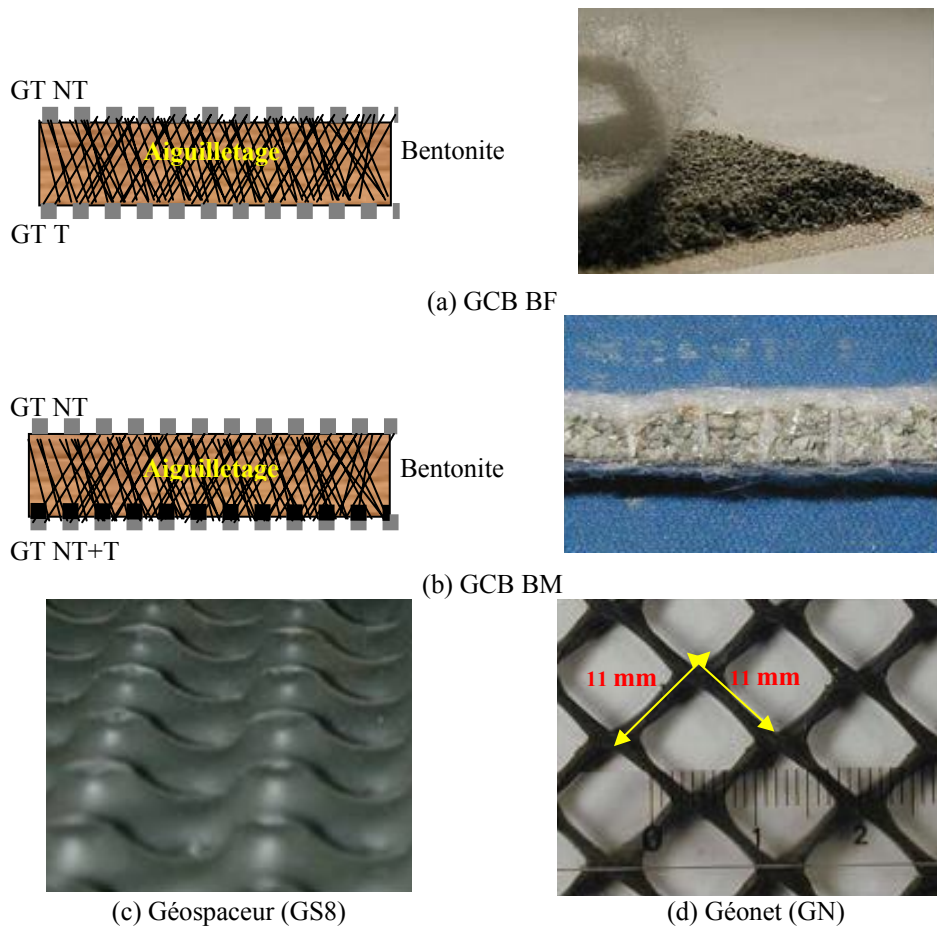 GT NT
Aiguilletage
Bentonite
GT T
(a) GCB BF
GT NT
Aiguilletage
Bentonite
GT NT+T
(b) GCB BM
11 mm
11 mm
0 1 2
(c) Géospaceur (GS8)
(d) Géonet (GN)